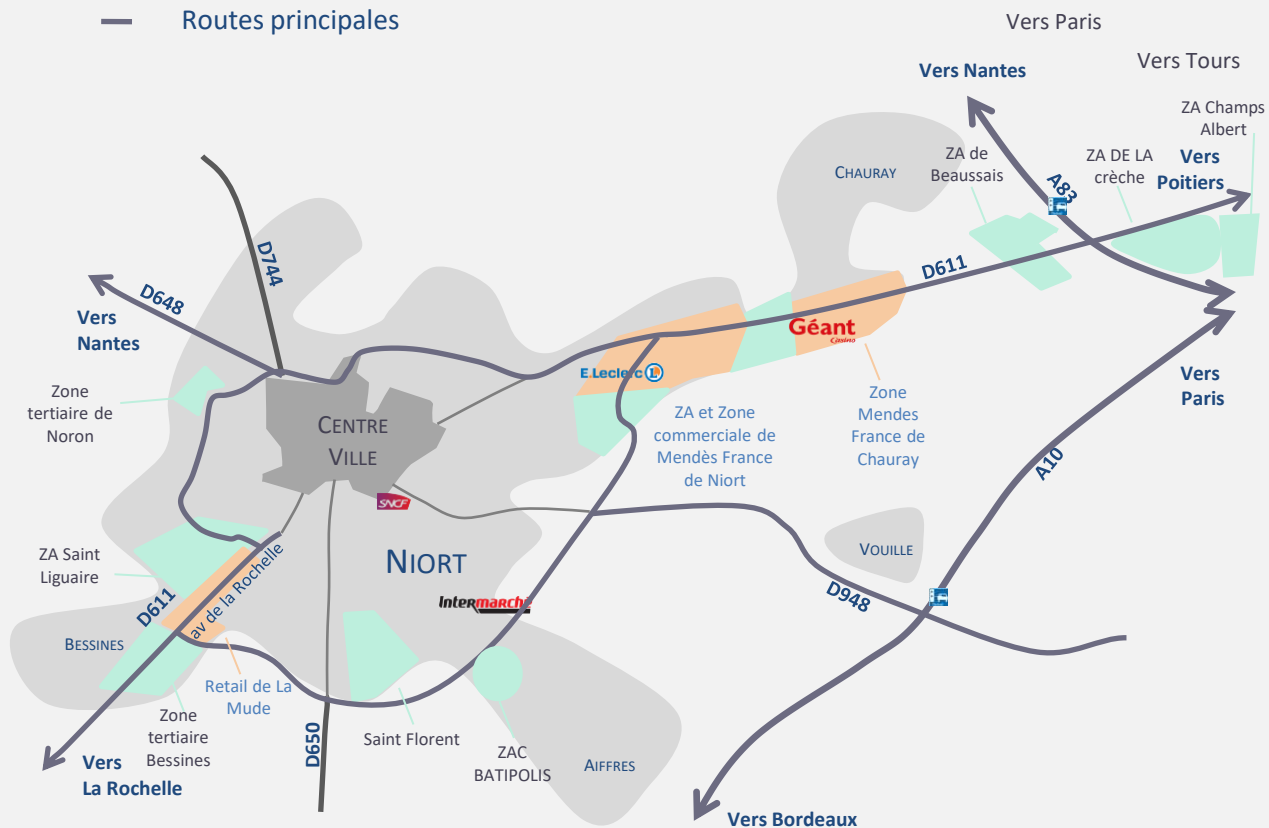 Routes principales
Vers Paris
Vers Nantes
Vers Tours
ZA Champs
Albert
ZA de
Beaussais
ZA DE LA
crèche
Vers
Poitiers
CHAURAY
A83
D744
D611
D648
Vers
Nantes
Géant
Casino
E.Leclerc L
Zone
tertiaire de
Noron
CENTRE
VILLE
ZA et Zone
commerciale de
Mendès France
de Niort
Zone
Mendes
France de
Chauray
Vers
Paris
A10
SNCF
NIORT
VOUILLE
ZA Saint
Liguaire
av de la Rochelle
D611
D948
Intermarché
BESSINES
Retail de La
Mude
Zone
tertiaire
Bessines
D650
Saint Florent
ZAC
BATIPOLIS
AIFFRES
Vers
La Rochelle
Vers Bordeaux